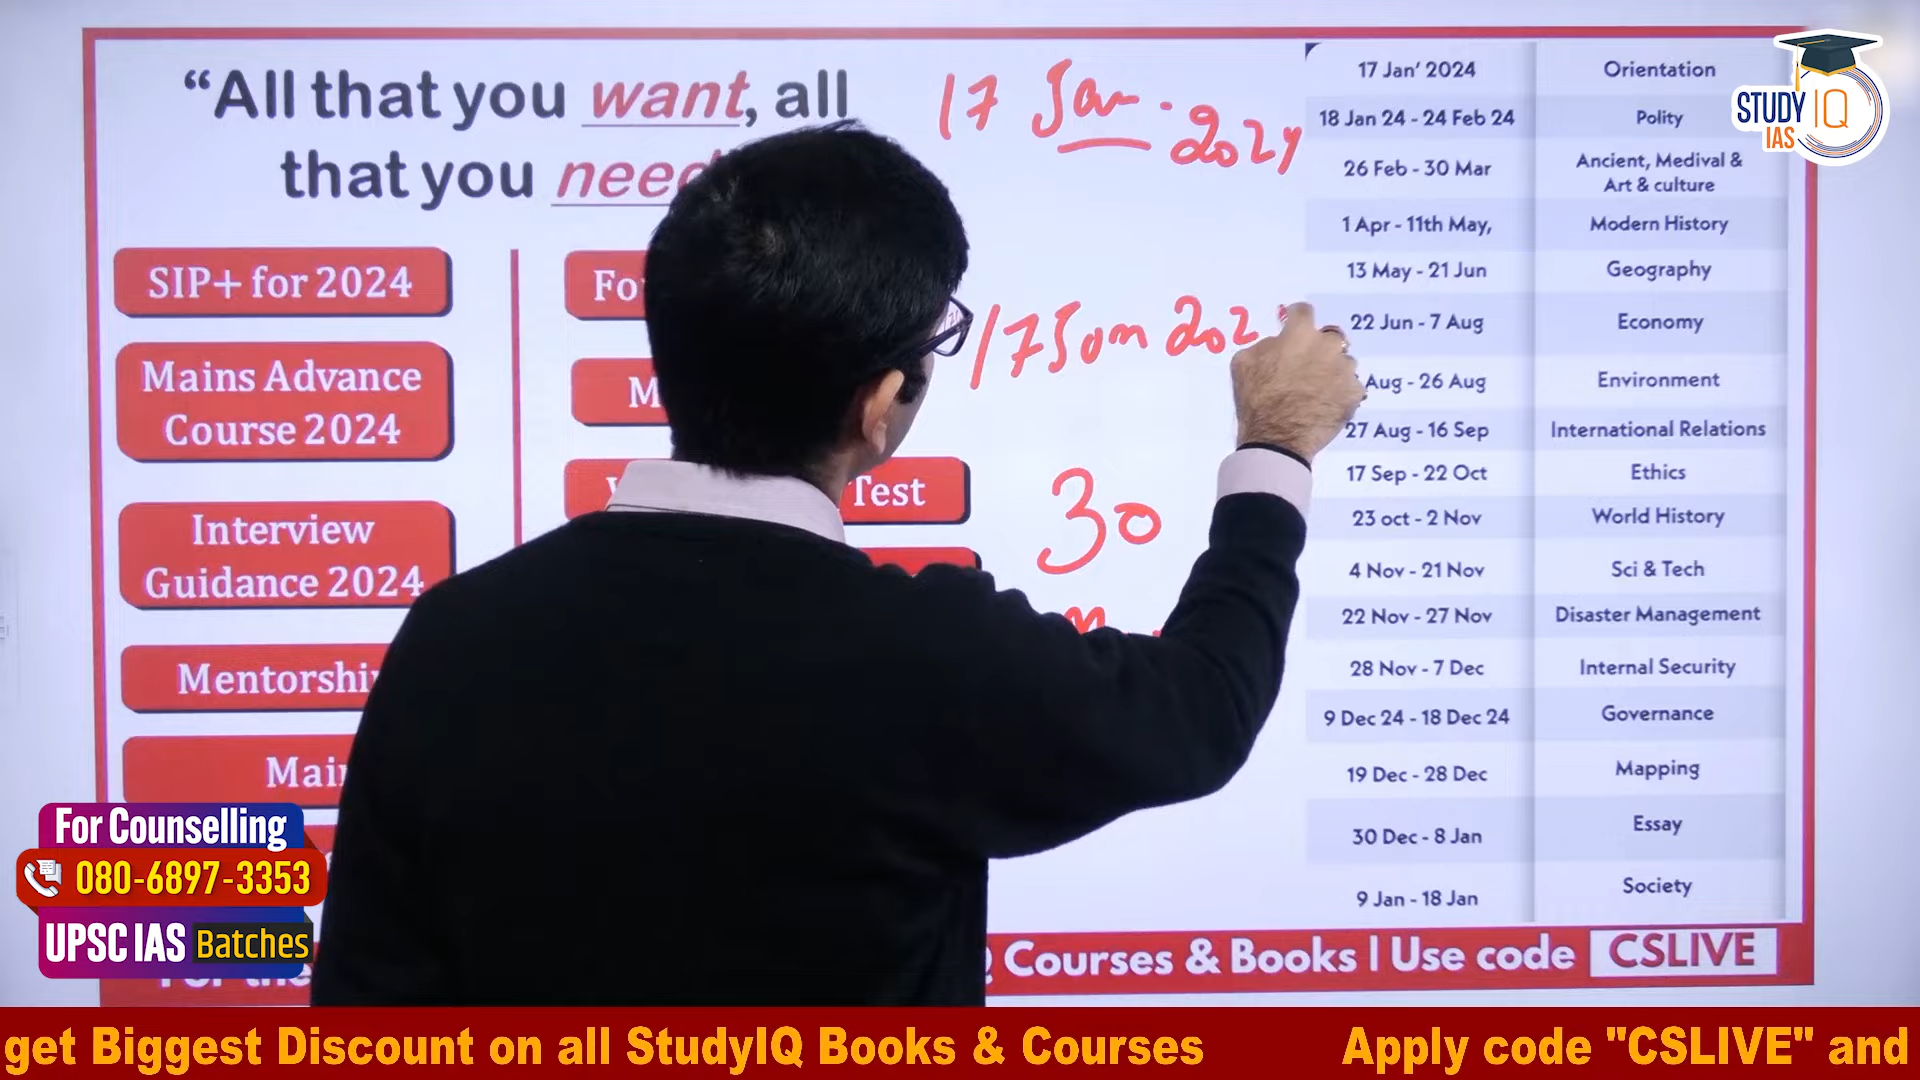 “All that you want, all
that you need
SIP+ for 2024
Mains Advance
Course 2024
Interview
Guidance 2024
Test
17 Jan. 2024
17 Jun 202
30
17 Jan’ 2024 Orientation
18 Jan 24 - 24 Feb 24 Polity
26 Feb - 30 Mar Ancient, Medival &
Art & culture
1 Apr - 11th May, Modern History
13 May - 21 Jun Geography
22 Jun - 7 Aug Economy
Aug - 26 Aug Environment
27 Aug - 16 Sep International Relations
17 Sep - 22 Oct Ethics
23 oct - 2 Nov World History
4 Nov - 21 Nov Sci & Tech
22 Nov - 27 Nov Disaster Management
28 Nov - 7 Dec Internal Security
9 Dec 24 - 18 Dec 24 Governance
19 Dec - 28 Dec Mapping
30 Dec - 8 Jan Essay
9 Jan - 18 Jan Society
STUDY IQ
IAS
For Counselling
080-6897-3353
UPSC IAS Batches
Courses & Books | Use code CSLIVE
get Biggest Discount on all StudyIQ Books & Courses Apply code "CSLIVE" and